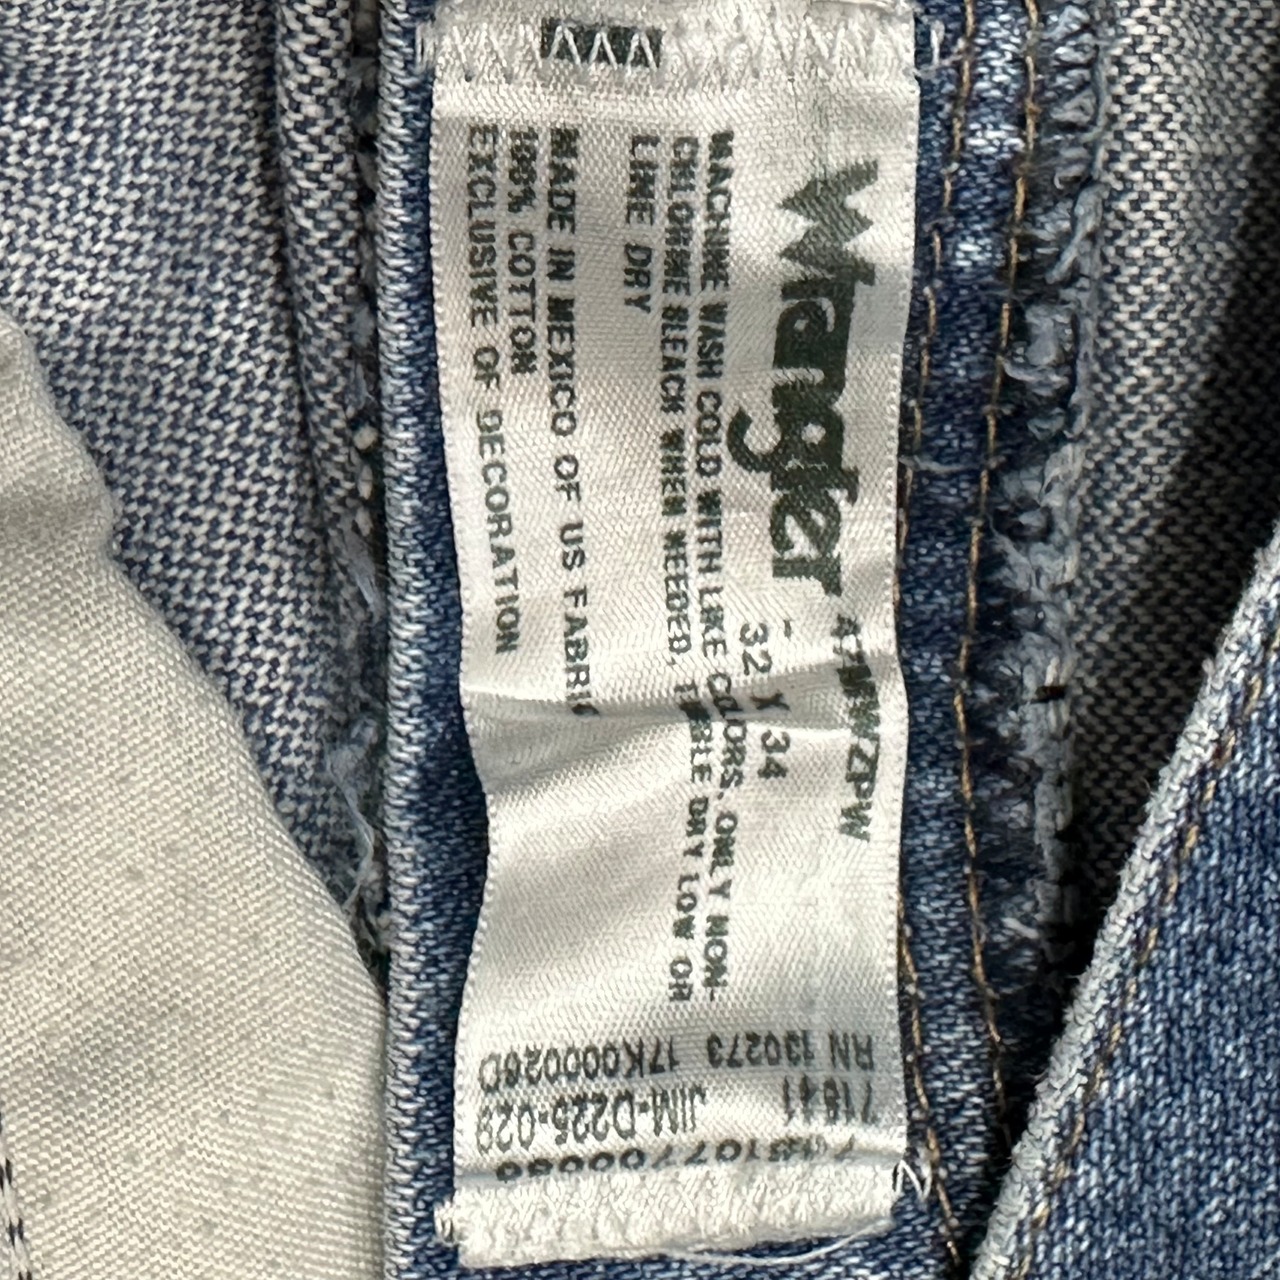 Wrangler
47MWZPW
32 X 34
MACHINE WASH COLD WITH LIKE COLORS. ONLY NON-
CHLORINE BLEACH WHEN NEEDED. TUMBLE DRY LOW OR
LINE DRY
MADE IN MEXICO OF US FABRIC
100% COTTON
EXCLUSIVE OF DECORATION
RN 130273 17K000026D
71641
JIM-D225-029